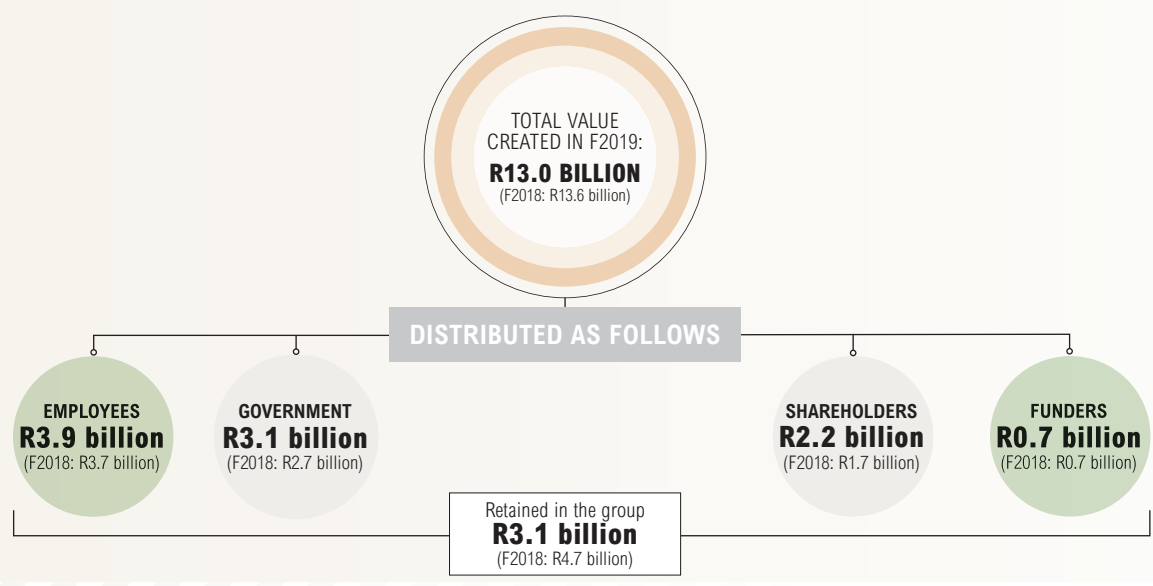 TOTAL VALUE
CREATED IN F2019:
R13.0 BILLION
(F2018: R13.6 billion)
DISTRIBUTED AS FOLLOWS
EMPLOYEES
R3.9 billion
(F2018: R3.7 billion)
GOVERNMENT
R3.1 billion
(F2018: R2.7 billion)
SHAREHOLDERS
R2.2 billion
(F2018: R1.7 billion)
FUNDERS
R0.7 billion
(F2018: R0.7 billion)
Retained in the group
R3.1 billion
(F2018: R4.7 billion)